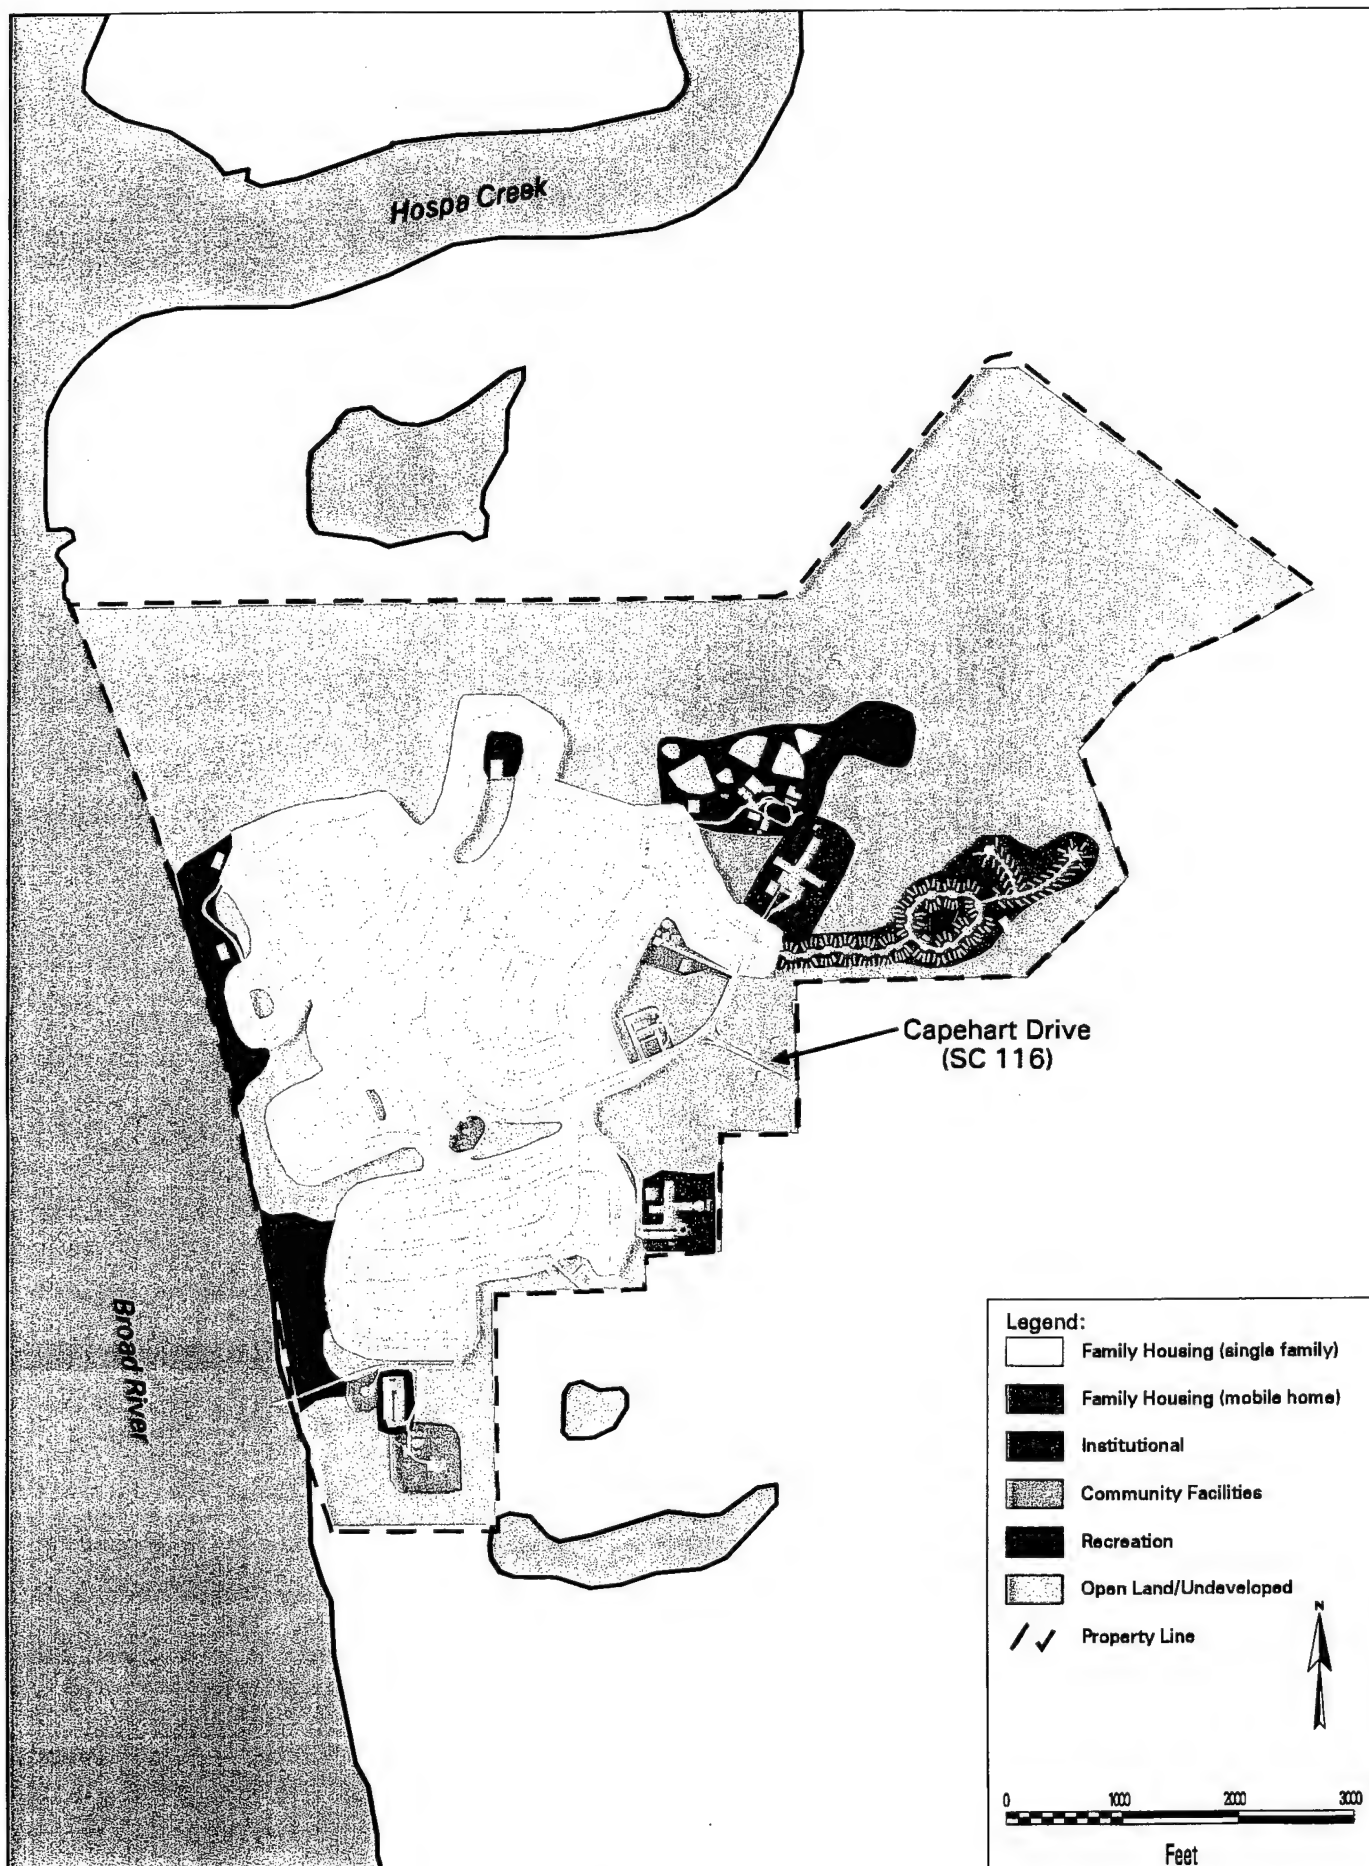 Hospa Creek
Capehart Drive
(SC 116)
Broad River
Legend:
Family Housing (single family)
Family Housing (mobile home)
Institutional
Community Facilities
Recreation
Open Land/Undeveloped
Property Line
N
0 1000 2000 3000
Feet